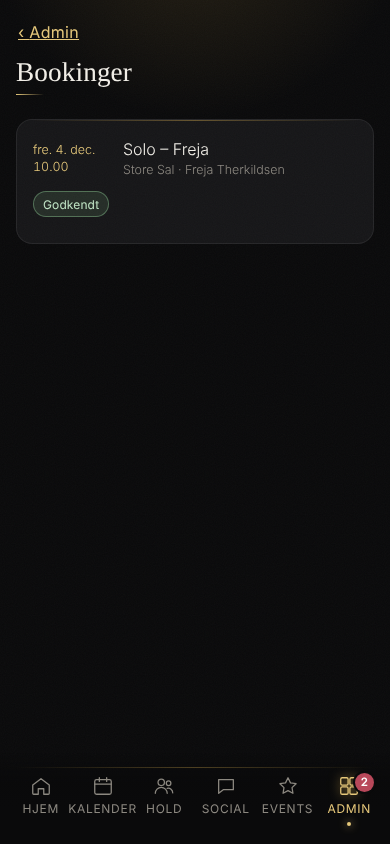 ‹ Admin
Bookinger
fre. 4. dec.
10.00
Solo – Freja
Store Sal · Freja Therkildsen
Godkendt
2
HJEM KALENDER HOLD SOCIAL EVENTS ADMIN